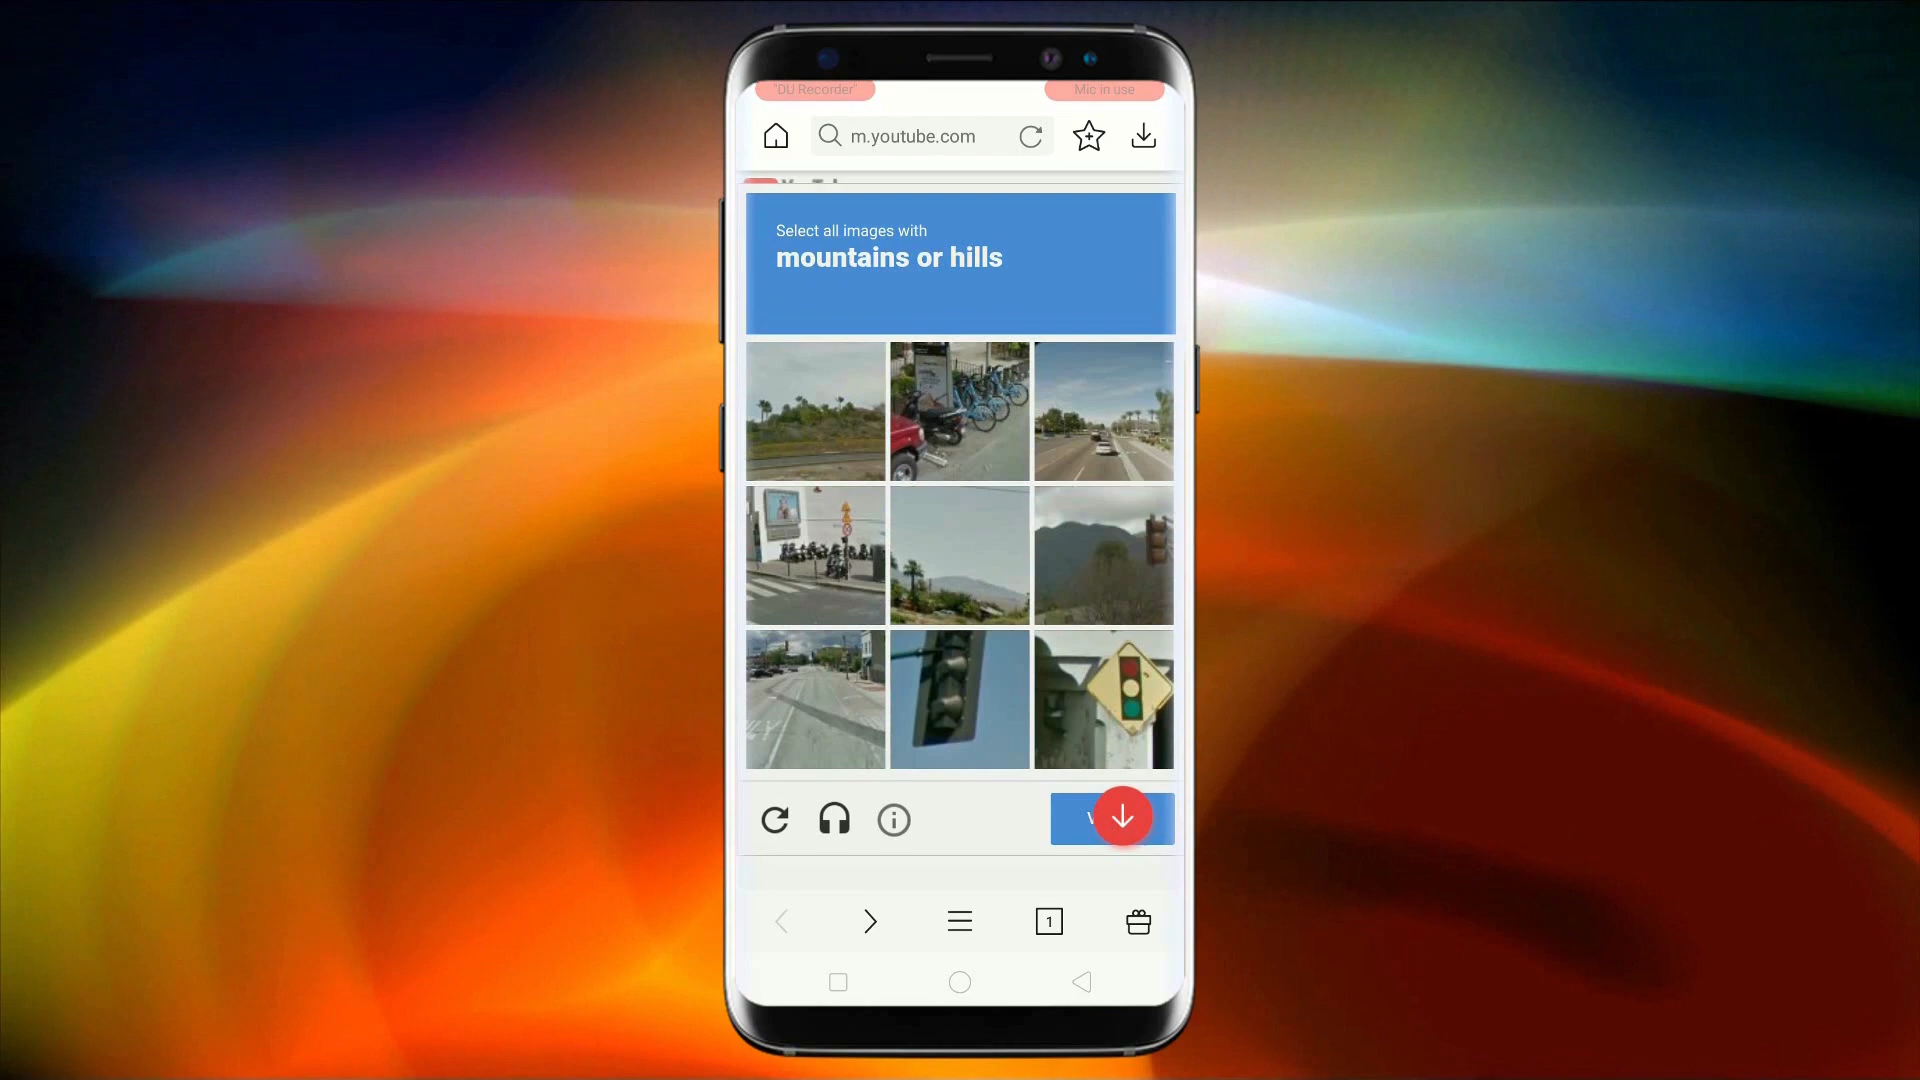 "DU Recorder"
Mic in use
m.youtube.com
Select all images with
mountains or hills
1